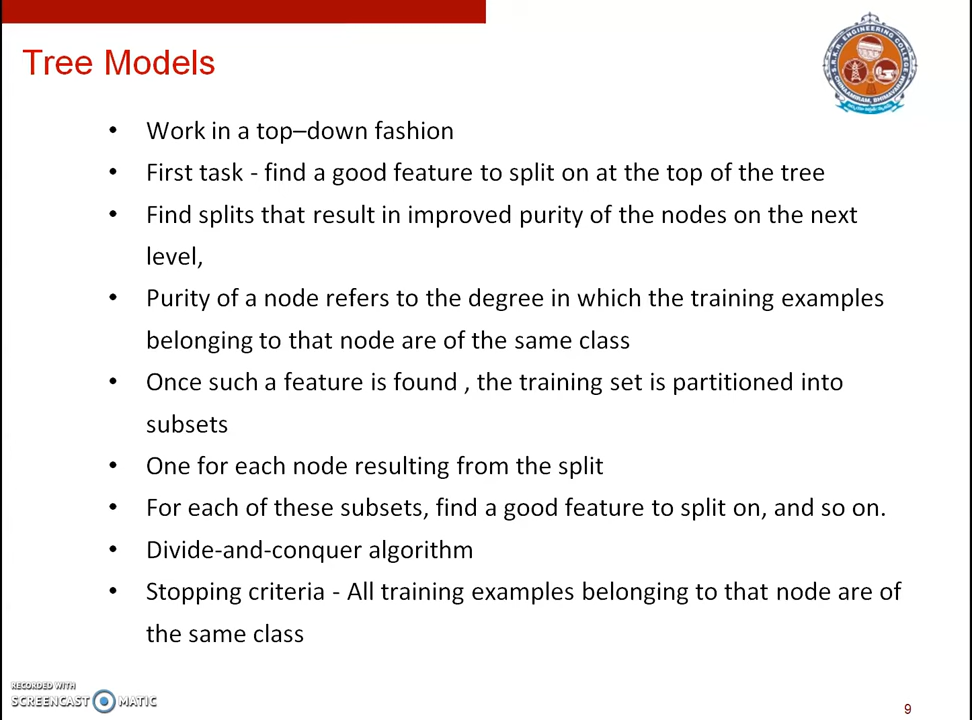 Tree Models
S.R.K.R. ENGINEERING COLLEGE
CHINAAMIRAM, BHIMAVARAM
• Work in a top–down fashion
• First task - find a good feature to split on at the top of the tree
• Find splits that result in improved purity of the nodes on the next
level,
• Purity of a node refers to the degree in which the training examples
belonging to that node are of the same class
• Once such a feature is found , the training set is partitioned into
subsets
• One for each node resulting from the split
• For each of these subsets, find a good feature to split on, and so on.
• Divide-and-conquer algorithm
• Stopping criteria - All training examples belonging to that node are of
the same class
RECORDED WITH
SCREENCAST MATIC
9